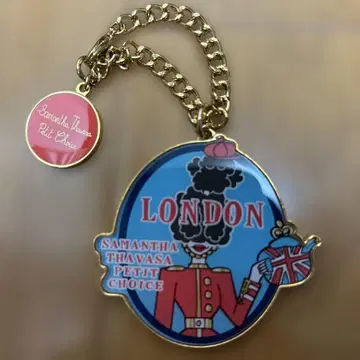 Samantha Thavasa
Petit Choice
LONDON
SAMANTHA
THAVASA
PETIT
CHOICE